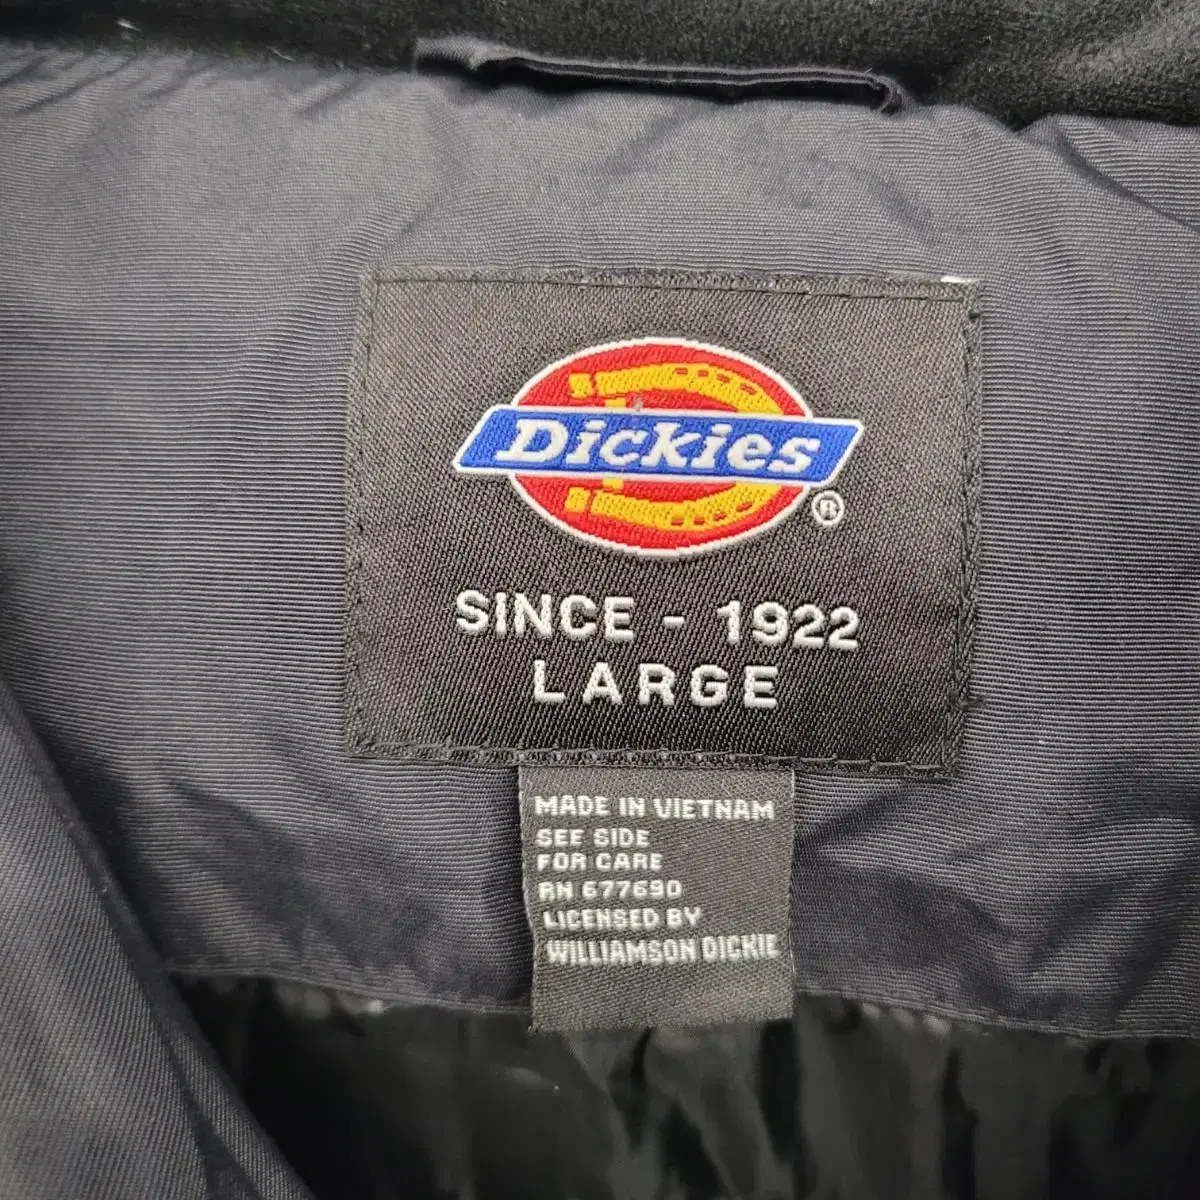 Dickies ®
SINCE - 1922
LARGE
MADE IN VIETNAM
SEE SIDE
FOR CARE
RN 677690
LICENSED BY
WILLIAMSON DICKIE